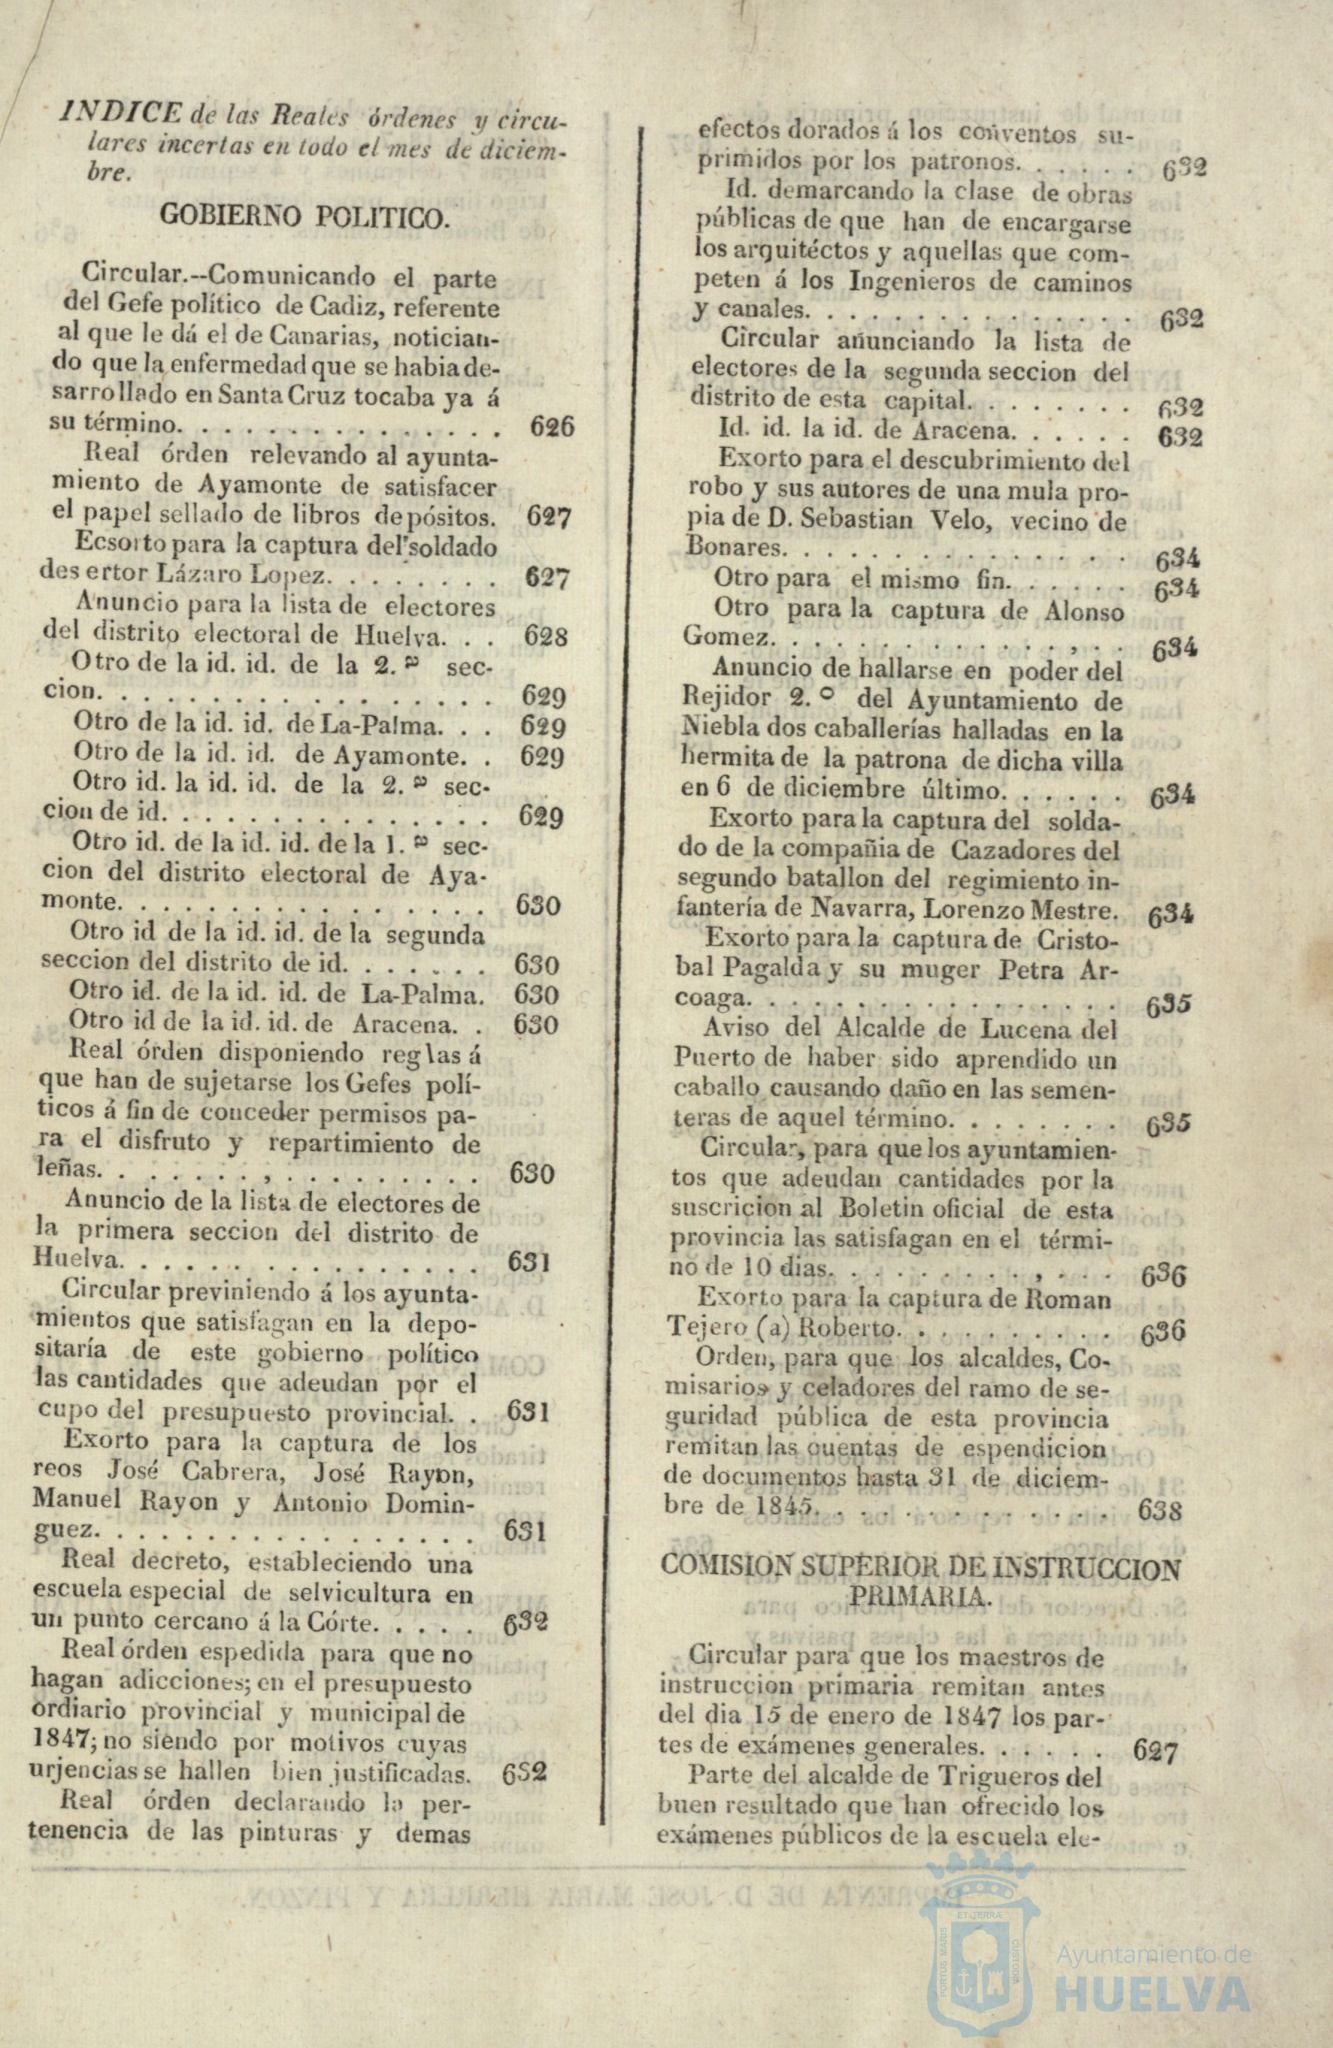 INDICE de las Reales órdenes y circu-
lares incertas en todo el mes de diciem-
bre.
GOBIERNO POLITICO.
Circular.--Comunicando el parte
del Gefe político de Cadiz, referente
al que le dá el de Canarias, notician-
do que la enfermedad que se habia de-
sarrollado en Santa Cruz tocaba ya á
su término. . . . . . . . . . . . . . . 626
Real órden relevando al ayunta-
miento de Ayamonte de satisfacer
el papel sellado de libros depósitos. 627
Ecsorto para la captura del soldado
des ertor Lázaro Lopez. . . . . . . . 627
Anuncio para la lista de electores
del distrito electoral de Huelva. . . 628
Otro de la id. id. de la 2.ª sec-
cion. . . . . . . . . . . . . . . . . . 629
Otro de la id. id. de La-Palma. . . 629
Otro de la id. id. de Ayamonte. . 629
Otro id. la id. id. de la 2.ª sec-
cion de id. . . . . . . . . . . . . . . 629
Otro id. de la id. id. de la 1.ª sec-
cion del distrito electoral de Aya-
monte. . . . . . . . . . . . . . . . . 630
Otro id de la id. id. de la segunda
seccion del distrito de id. . . . . . . 630
Otro id. de la id. id. de La-Palma. 630
Otro id de la id. id. de Aracena. . 630
Real órden disponiendo reglas á
que han de sujetarse los Gefes polí-
ticos á fin de conceder permisos pa-
ra el disfruto y repartimiento de
leñas. . . . . . . , . . . . . . . . . 630
Anuncio de la lista de electores de
la primera seccion del distrito de
Huelva. . . . . . . . . . . . . . . . 631
Circular previniendo á los ayunta-
mientos que satisfagan en la depo-
sitaría de este gobierno político
las cantidades que adeudan por el
cupo del presupuesto provincial. . 631
Exorto para la captura de los
reos José Cabrera, José Rayon,
Manuel Rayon y Antonio Domin-
guez. . . . . . . . . . . . . . . . . 631
Real decreto, estableciendo una
escuela especial de selvicultura en
un punto cercano á la Córte. . . . . 632
Real órden espedida para que no
hagan adicciones; en el presupuesto
ordiario provincial y municipal de
1847; no siendo por motivos cuyas
urjencias se hallen bien justificadas. 632
Real órden declarando la per-
tenencia de las pinturas y demas
efectos dorados á los conventos su-
primidos por los patronos. . . . . . 632
Id. demarcando la clase de obras
públicas de que han de encargarse
los arquitéctos y aquellas que com-
peten á los Ingenieros de caminos
y canales. . . . . . . . . . . . . . . 632
Circular anunciando la lista de
electores de la segunda seccion del
distrito de esta capital. . . . . . . . 632
Id. id. la id. de Aracena. . . . . . 632
Exorto para el descubrimiento del
robo y sus autores de una mula pro-
pia de D. Sebastian Velo, vecino de
Bonares. . . . . . . . . . . . . . . . 634
Otro para el mismo fin. . . . . . 634
Otro para la captura de Alonso
Gomez. . . . . . . . . . . . . , . . 634
Anuncio de hallarse en poder del
Rejidor 2.º del Ayuntamiento de
Niebla dos caballerías halladas en la
hermita de la patrona de dicha villa
en 6 de diciembre último. . . . . . 634
Exorto para la captura del solda-
do de la compañia de Cazadores del
segundo batallon del regimiento in-
fantería de Navarra, Lorenzo Mestre. 634
Exorto para la captura de Cristo-
bal Pagalda y su muger Petra Ar-
coaga. . . . . . . . . . . . . . . . . 635
Aviso del Alcalde de Lucena del
Puerto de haber sido aprendido un
caballo causando daño en las semen-
teras de aquel término. . . . . . . . 635
Circular, para que los ayuntamien-
tos que adeudan cantidades por la
suscricion al Boletin oficial de esta
provincia las satisfagan en el térmi-
no de 10 dias. . . . . . . . . . , . . . 636
Exorto para la captura de Roman
Tejero (a) Roberto. . . . . . . . . . 636
Orden, para que los alcaldes, Co-
misarios y celadores del ramo de se-
guridad pública de esta provincia
remitan las cuentas de espendicion
de documentos hasta 31 de diciem-
bre de 1845. . . . . . . . . . . . . 638
COMISION SUPERIOR DE INSTRUCCION
PRIMARIA.
Circular para que los maestros de
instruccion primaria remitan antes
del dia 15 de enero de 1847 los par-
tes de exámenes generales. . . . . . 627
Parte del alcalde de Trigueros del
buen resultado que han ofrecido los
exámenes públicos de la escuela ele-
ET TERRÆ
PORTUS MARIS
CUSTODIA
Ayuntamiento de
HUELVA